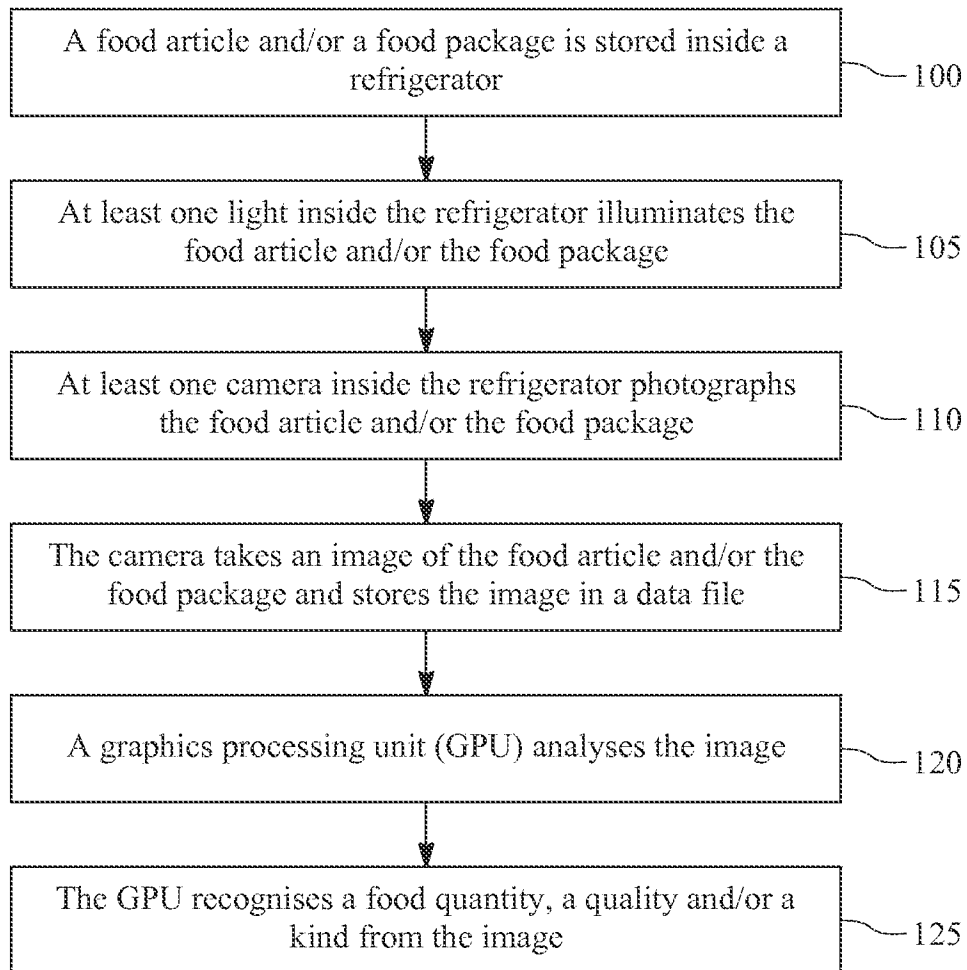 A food article and/or a food package is stored inside a
refrigerator
100
At least one light inside the refrigerator illuminates the
food article and/or the food package
105
At least one camera inside the refrigerator photographs
the food article and/or the food package
110
The camera takes an image of the food article and/or the
food package and stores the image in a data file
115
A graphics processing unit (GPU) analyses the image
120
The GPU recognises a food quantity, a quality and/or a
kind from the image
125